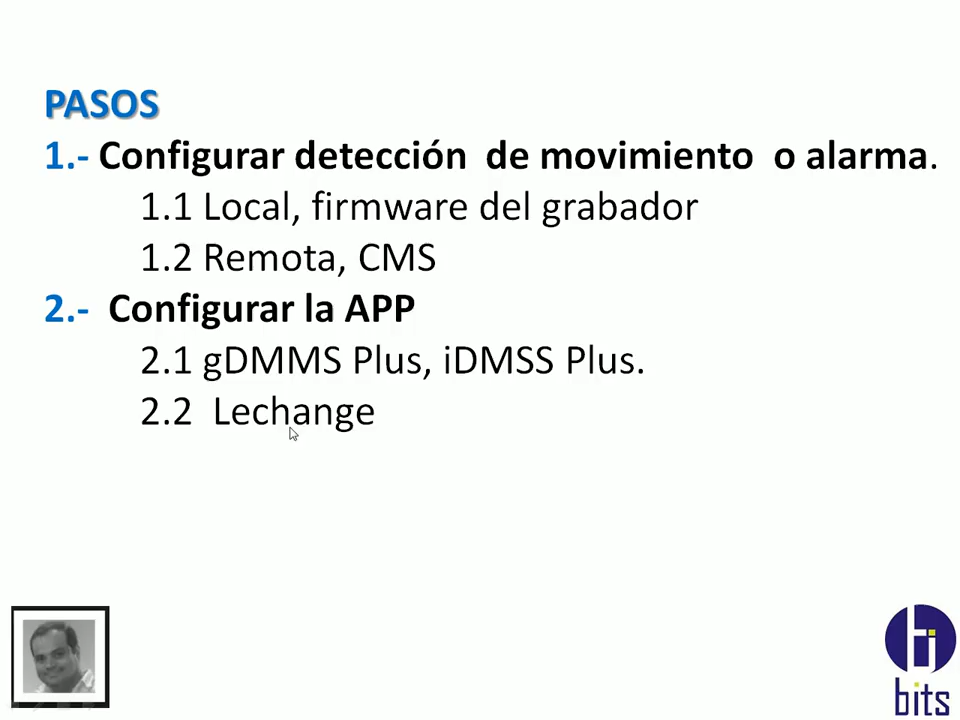 PASOS
1.- Configurar detección de movimiento o alarma.
1.1 Local, firmware del grabador
1.2 Remota, CMS
2.- Configurar la APP
2.1 gDMMS Plus, iDMSS Plus.
2.2 Lechange
bits